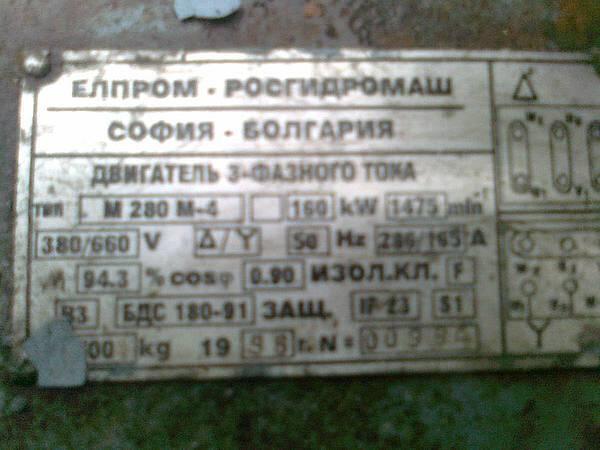 ЕЛПРОМ - РОСГИДРОМАШ
СОФИЯ - БОЛГАРИЯ
ДВИГАТЕЛЬ 3-ФАЗНОГО ТОКА
ТИП М 280 М-4 160 kW 1475 min
380/660 V Δ/Y 50 Hz 286/165 A
94.3 % cosφ 0.90 ИЗОЛ.КЛ. F
В3 БДС 180-91 ЗАЩ. IP 23 S1
kg 19 г. N=